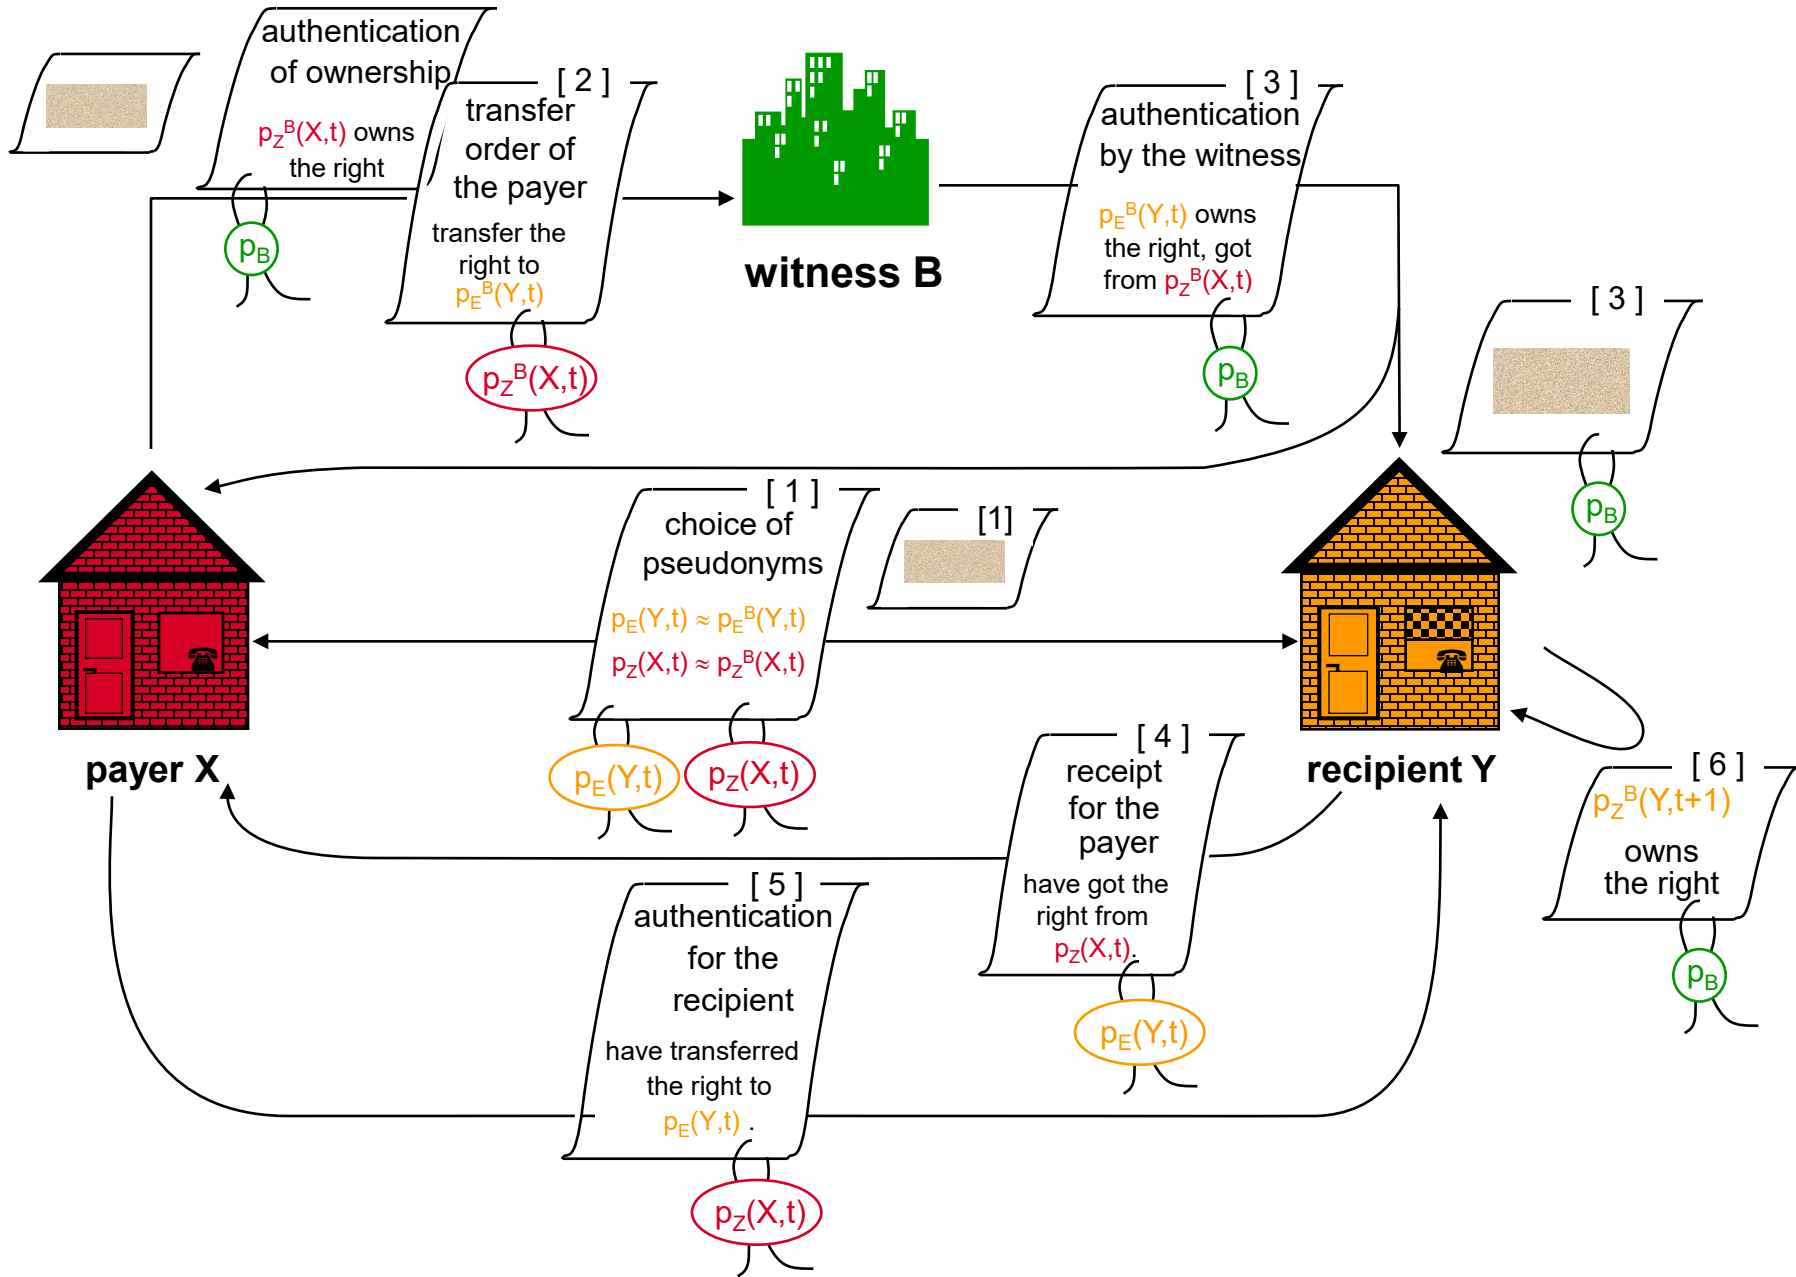 authentication
of ownership
p_Z^B(X,t) owns
the right
p_B
[ 2 ]
transfer
order of
the payer
transfer the
right to
p_E^B(Y,t)
p_Z^B(X,t)
witness B
[ 3 ]
authentication
by the witness
p_E^B(Y,t) owns
the right, got
from p_Z^B(X,t)
p_B
[ 3 ]
p_B
[ 1 ]
choice of
pseudonyms
p_E(Y,t) ≈ p_E^B(Y,t)
p_Z(X,t) ≈ p_Z^B(X,t)
p_E(Y,t)
p_Z(X,t)
[1]
payer X
recipient Y
[ 4 ]
receipt
for the
payer
have got the
right from
p_Z(X,t).
p_E(Y,t)
[ 5 ]
authentication
for the
recipient
have transferred
the right to
p_E(Y,t) .
p_Z(X,t)
[ 6 ]
p_Z^B(Y,t+1)
owns
the right
p_B